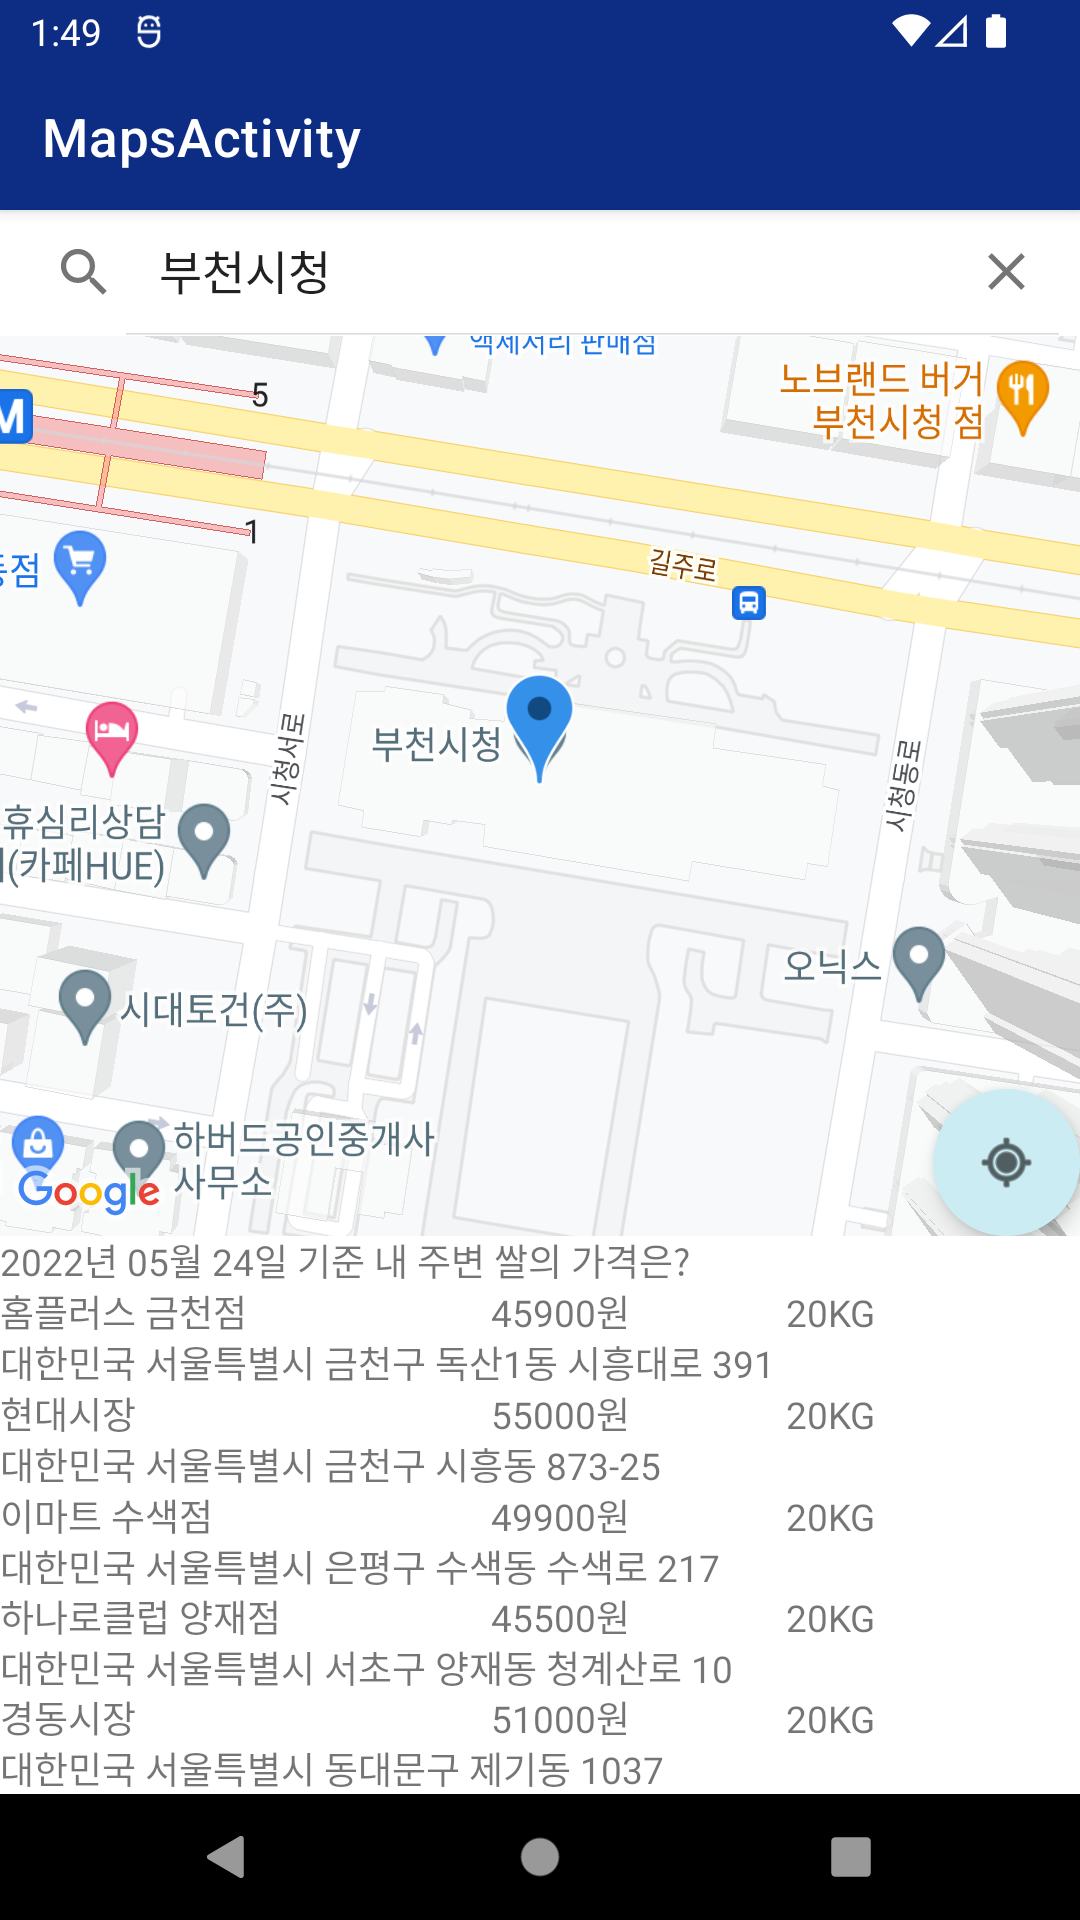 1:49
MapsActivity
부천시청
액세서리 판매점
5
노브랜드 버거
부천시청 점
M
1
동점
길주로
시청서로
부천시청
시청동로
휴심리상담
(카페HUE)
오닉스
시대토건(주)
하버드공인중개사
사무소
Google
2022년 05월 24일 기준 내 주변 쌀의 가격은?
홈플러스 금천점 45900원 20KG
대한민국 서울특별시 금천구 독산1동 시흥대로 391
현대시장 55000원 20KG
대한민국 서울특별시 금천구 시흥동 873-25
이마트 수색점 49900원 20KG
대한민국 서울특별시 은평구 수색동 수색로 217
하나로클럽 양재점 45500원 20KG
대한민국 서울특별시 서초구 양재동 청계산로 10
경동시장 51000원 20KG
대한민국 서울특별시 동대문구 제기동 1037